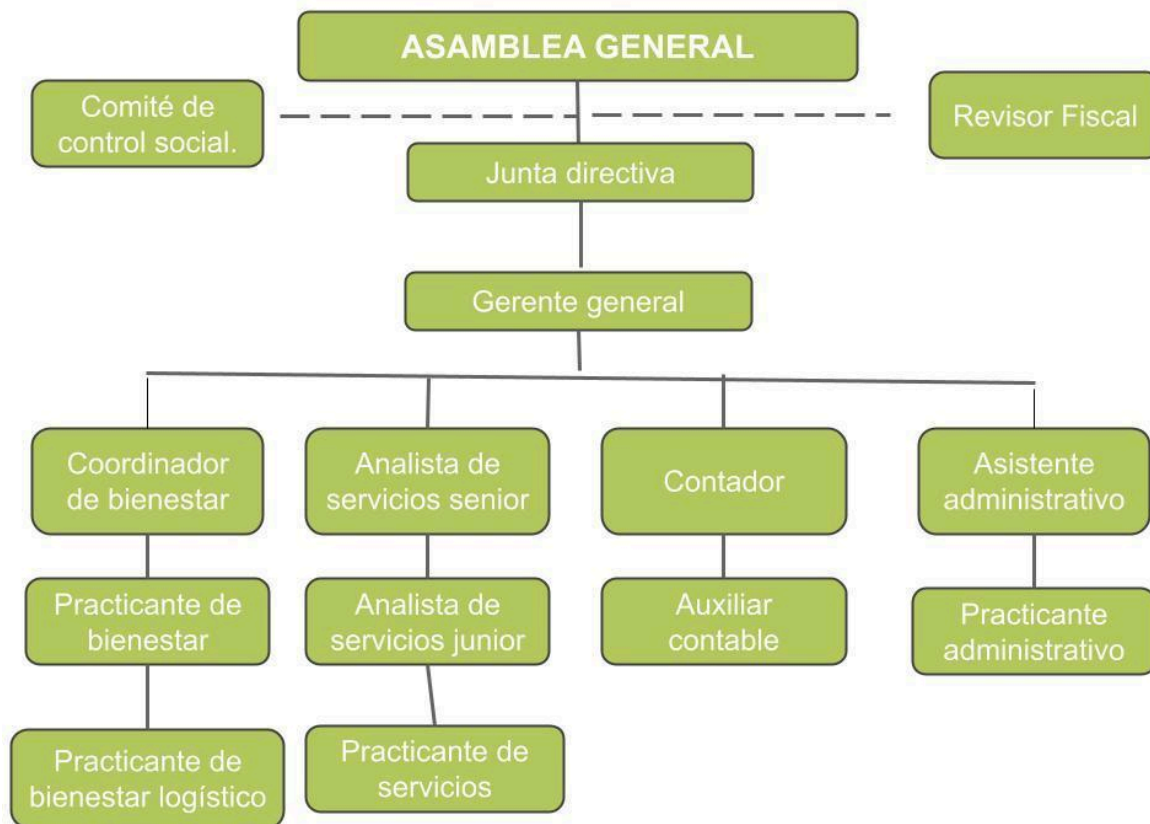 ASAMBLEA GENERAL
Comité de
control social.
Revisor Fiscal
Junta directiva
Gerente general
Coordinador
de bienestar
Analista de
servicios senior
Contador
Asistente
administrativo
Practicante de
bienestar
Analista de
servicios junior
Auxiliar
contable
Practicante
administrativo
Practicante de
bienestar logístico
Practicante de
servicios